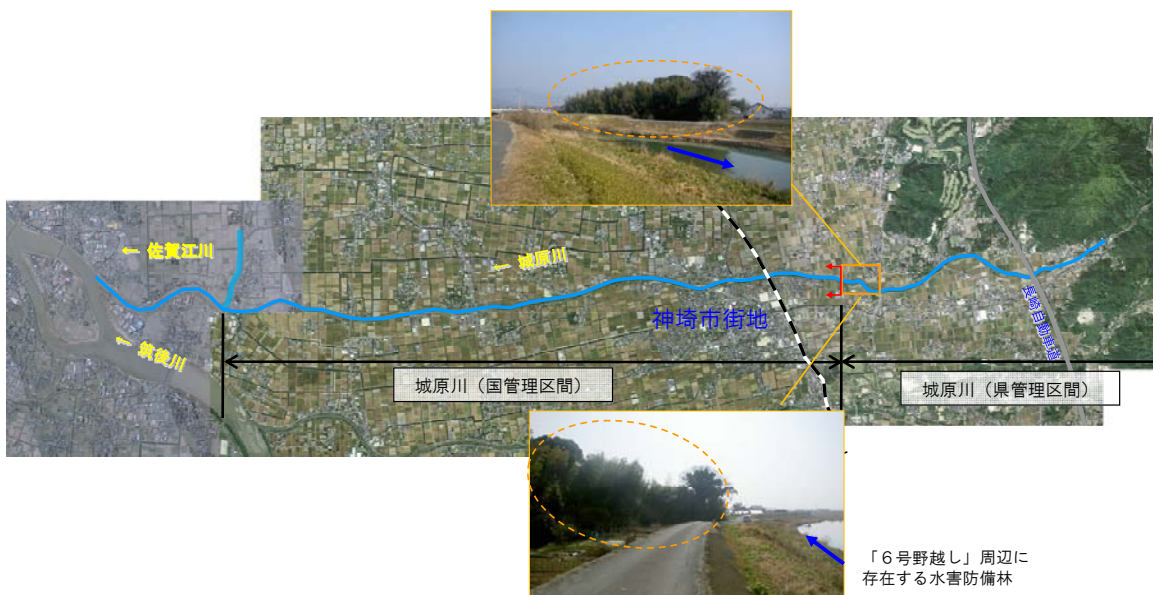 ← 佐賀江川
← 城原川
神埼市街地
← 筑後川
長崎自動車道
城原川（国管理区間）
城原川（県管理区間）
「６号野越し」周辺に
存在する水害防備林